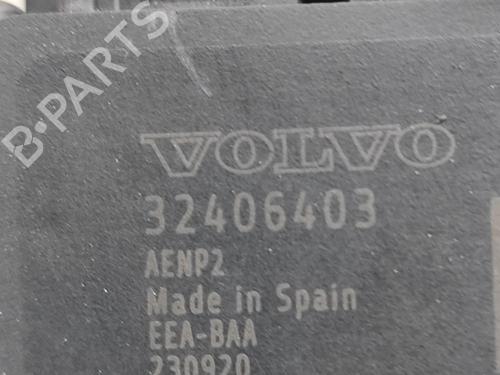 B-PARTS
VOLVO
32406403
AENP2
Made in Spain
EEA-BAA
230920